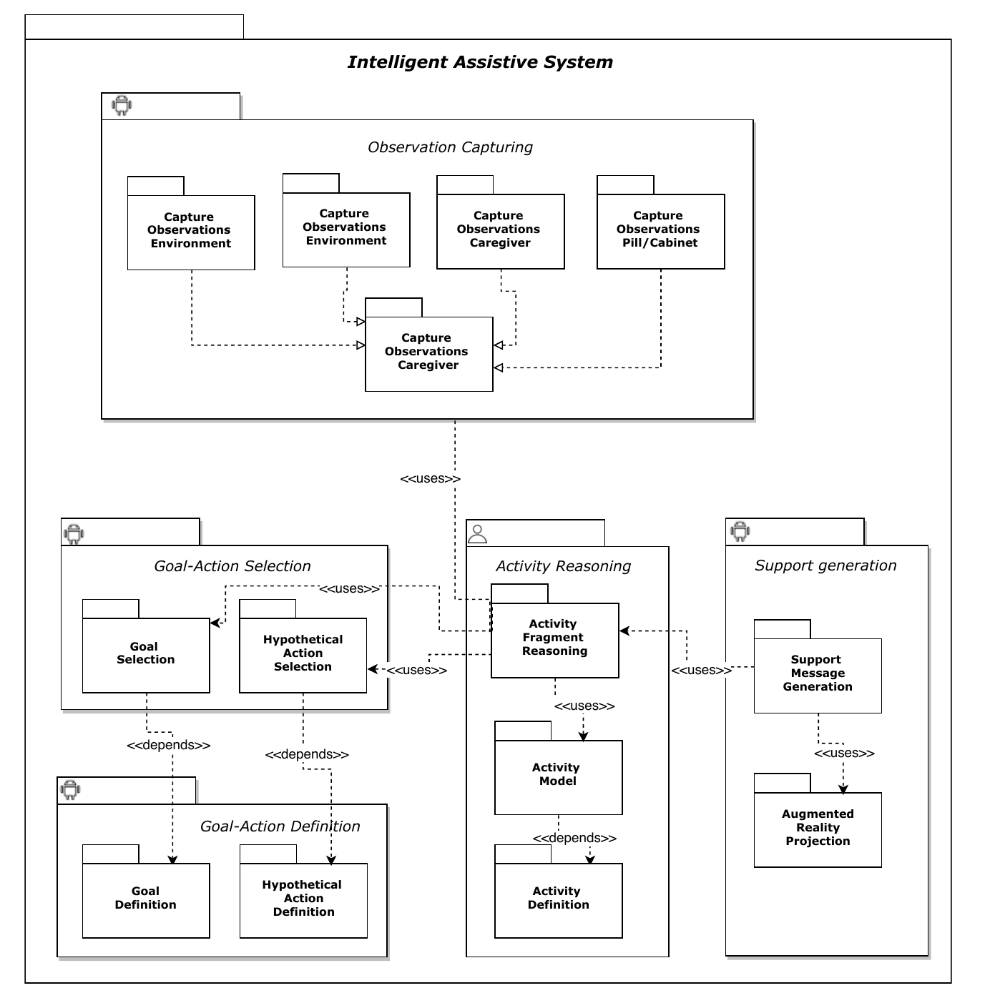 Intelligent Assistive System
Observation Capturing
Capture
Observations
Environment
Capture
Observations
Environment
Capture
Observations
Caregiver
Capture
Observations
Pill/Cabinet
Capture
Observations
Caregiver
<<uses>>
Goal-Action Selection
<<uses>>
Goal
Selection
Hypothetical
Action
Selection
<<uses>>
<<depends>>
<<depends>>
Goal-Action Definition
Goal
Definition
Hypothetical
Action
Definition
Activity Reasoning
Activity
Fragment
Reasoning
<<uses>>
Activity
Model
<<depends>>
Activity
Definition
<<uses>>
Support generation
Support
Message
Generation
<<uses>>
Augmented
Reality
Projection